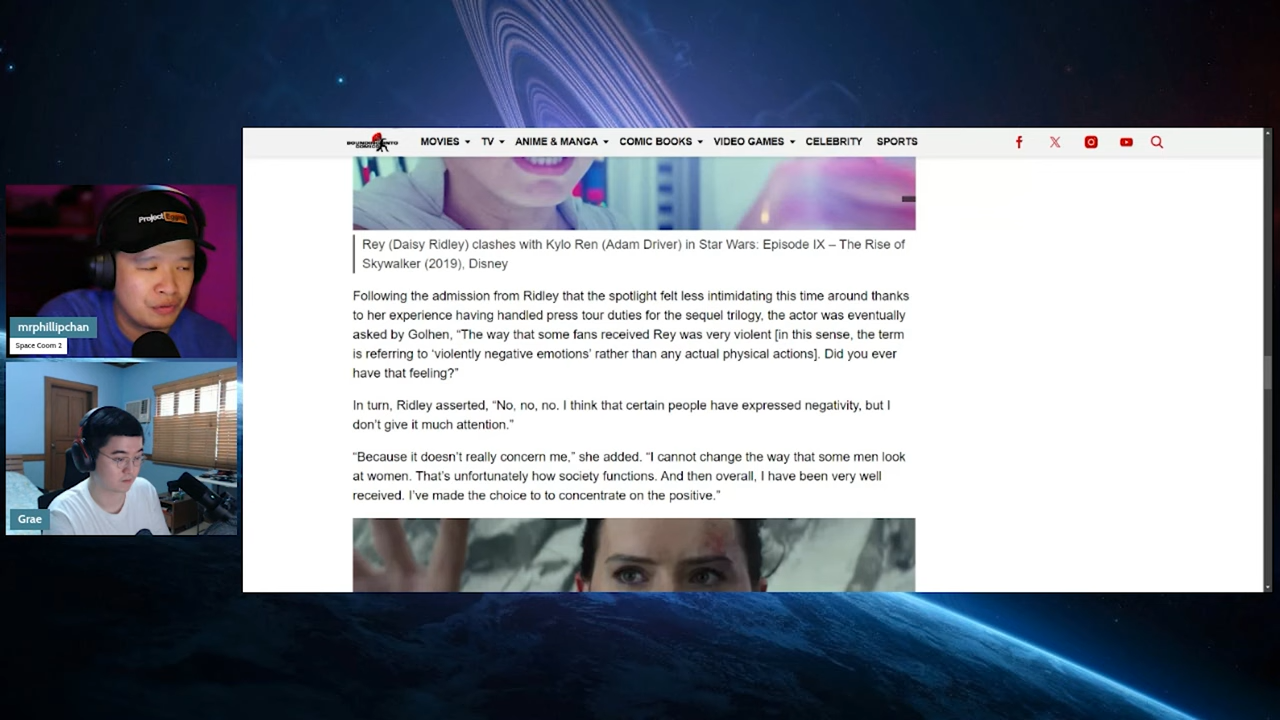 MOVIES TV ANIME & MANGA COMIC BOOKS VIDEO GAMES CELEBRITY SPORTS
Rey (Daisy Ridley) clashes with Kylo Ren (Adam Driver) in Star Wars: Episode IX – The Rise of
Skywalker (2019), Disney
Following the admission from Ridley that the spotlight felt less intimidating this time around thanks
to her experience having handled press tour duties for the sequel trilogy, the actor was eventually
asked by Golhen, “The way that some fans received Rey was very violent [in this sense, the term
is referring to ‘violently negative emotions’ rather than any actual physical actions]. Did you ever
have that feeling?”
In turn, Ridley asserted, “No, no, no. I think that certain people have expressed negativity, but I
don’t give it much attention.”
“Because it doesn’t really concern me,” she added. “I cannot change the way that some men look
at women. That’s unfortunately how society functions. And then overall, I have been very well
received. I’ve made the choice to to concentrate on the positive.”
Project Egging
mrphillipchan
Space Coom 2
Grae